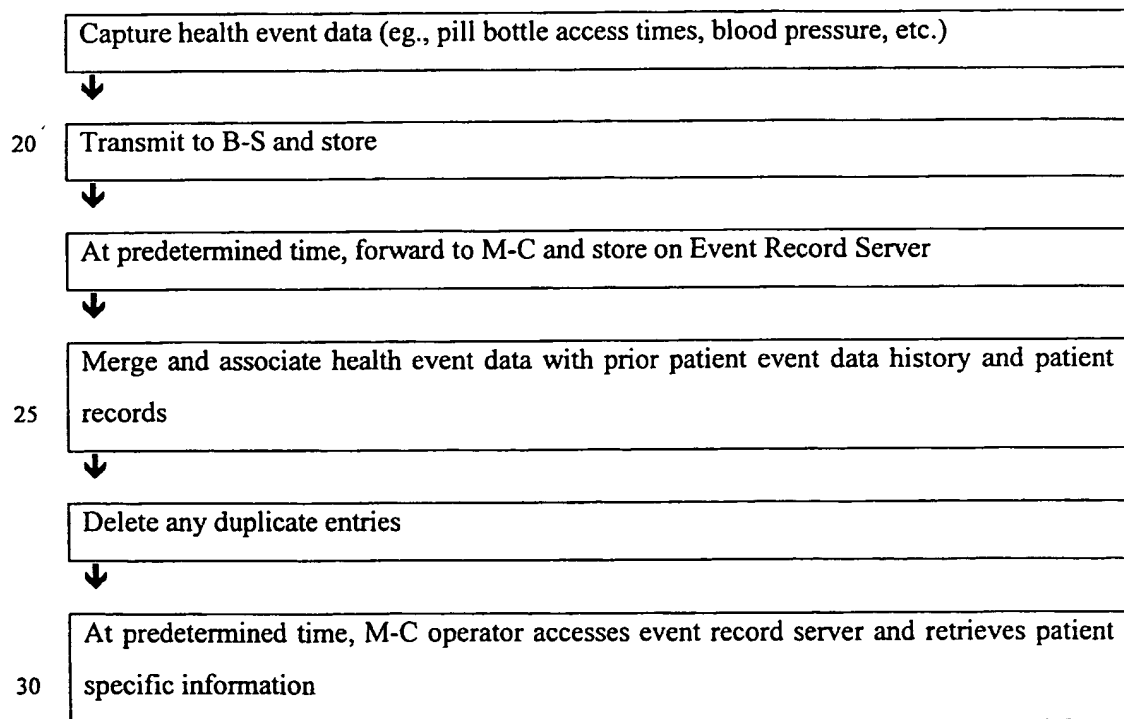 Capture health event data (eg., pill bottle access times, blood pressure, etc.)
20 Transmit to B-S and store
At predetermined time, forward to M-C and store on Event Record Server
Merge and associate health event data with prior patient event data history and patient
25 records
Delete any duplicate entries
At predetermined time, M-C operator accesses event record server and retrieves patient
30 specific information